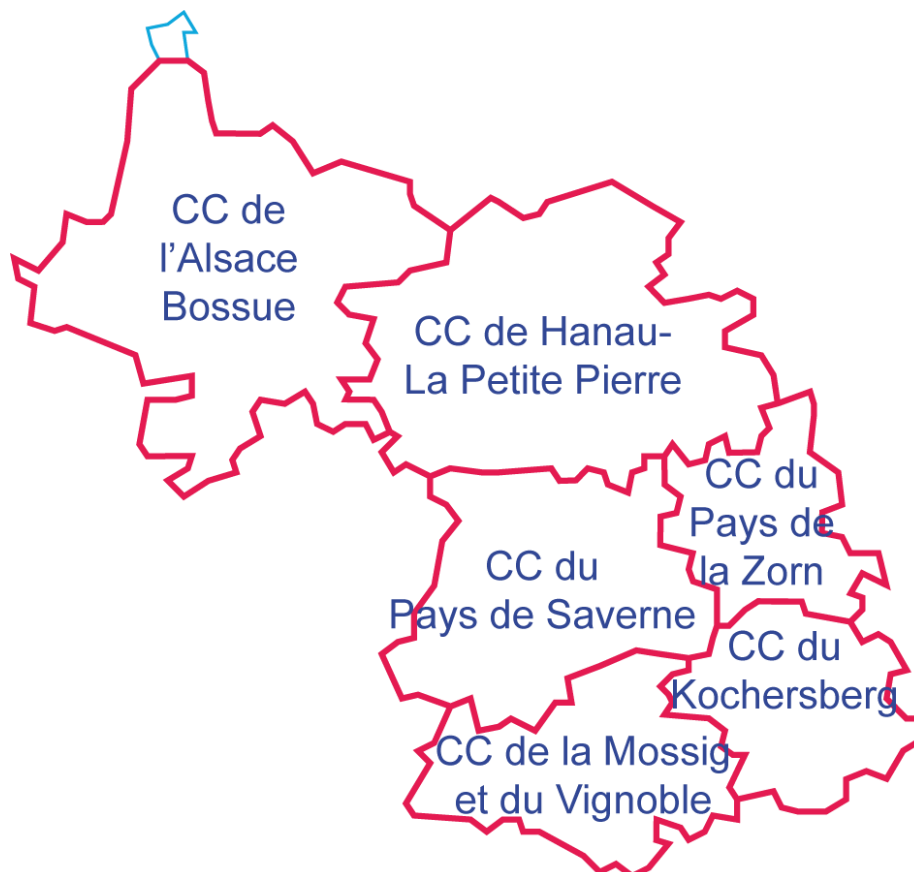 CC de
l’Alsace
Bossue
CC de Hanau-
La Petite Pierre
CC du
Pays de
la Zorn
CC du
Pays de Saverne
CC du
Kochersberg
CC de la Mossig
et du Vignoble